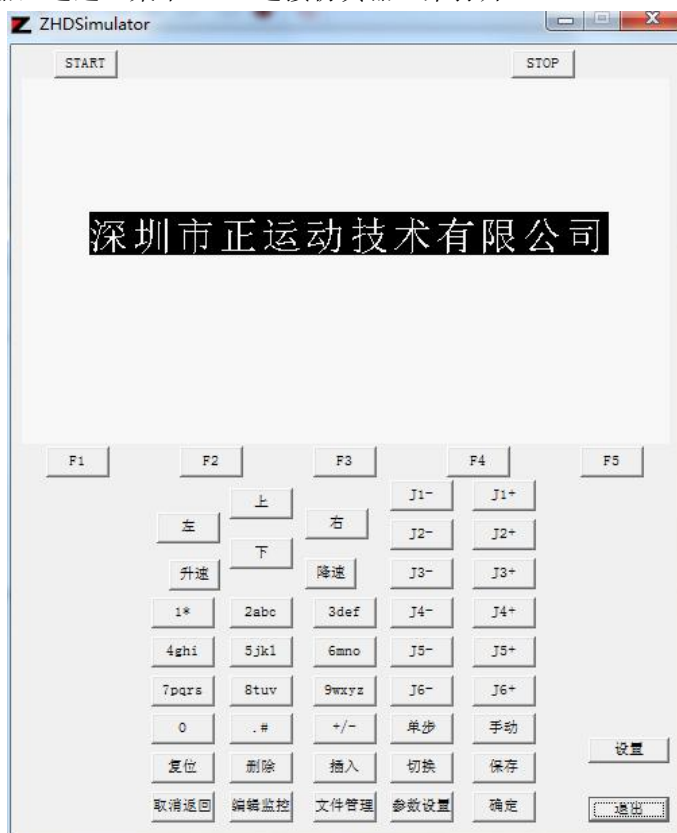 ZHDSimulator
START STOP
深圳市正运动技术有限公司
F1 F2 F3 F4 F5
上 J1- J1+
左 右 J2- J2+
下
升速 降速 J3- J3+
1* 2abc 3def J4- J4+
4ghi 5jkl 6mno J5- J5+
7pqrs 8tuv 9wxyz J6- J6+
0 .# +/- 单步 手动
设置
复位 删除 插入 切换 保存
取消返回 编辑监控 文件管理 参数设置 确定 退出